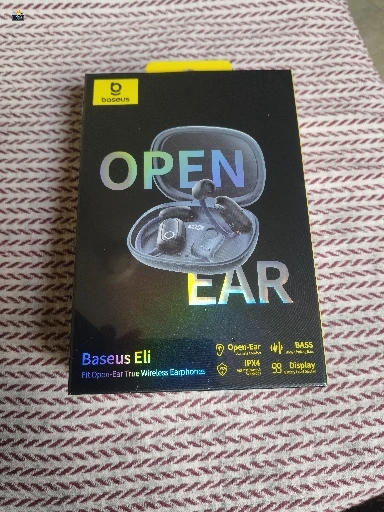 baseus
OPEN
EAR
Baseus Eli
Fit Open-Ear True Wireless Earphones
Open-Ear
BASS
IPX4
Display